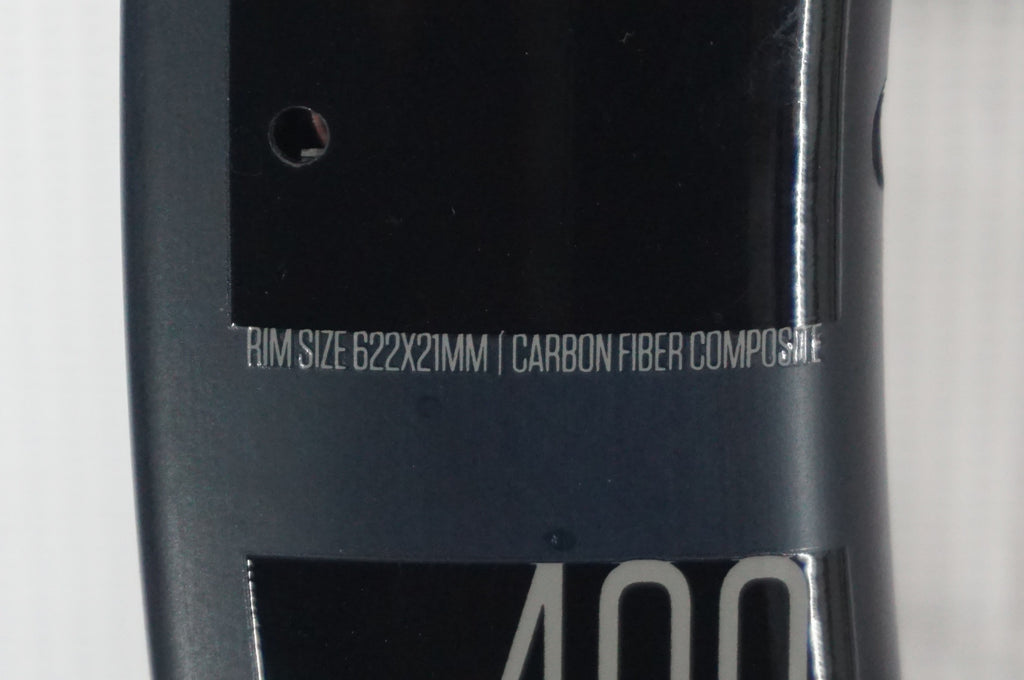 RIM SIZE 622X21MM | CARBON FIBER COMPOSITE
400